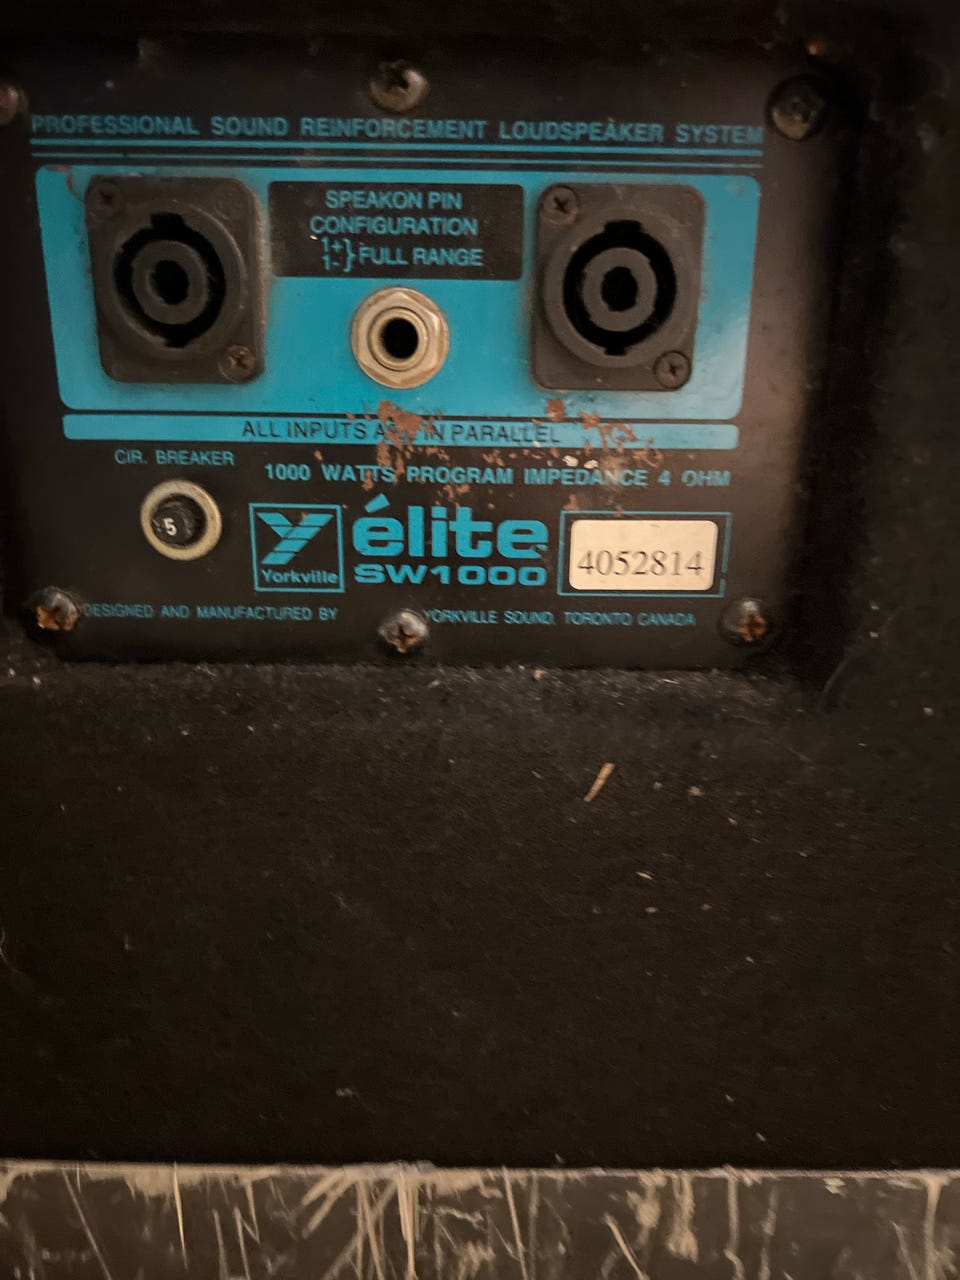 PROFESSIONAL SOUND REINFORCEMENT LOUDSPEAKER SYSTEM
SPEAKON PIN
CONFIGURATION
1+
1- } FULL RANGE
ALL INPUTS IN PARALLEL
CIR. BREAKER
1000 WATTS PROGRAM IMPEDANCE 4 OHM
5
Yorkville
élite
SW1000
4052814
DESIGNED AND MANUFACTURED BY YORKVILLE SOUND, TORONTO CANADA